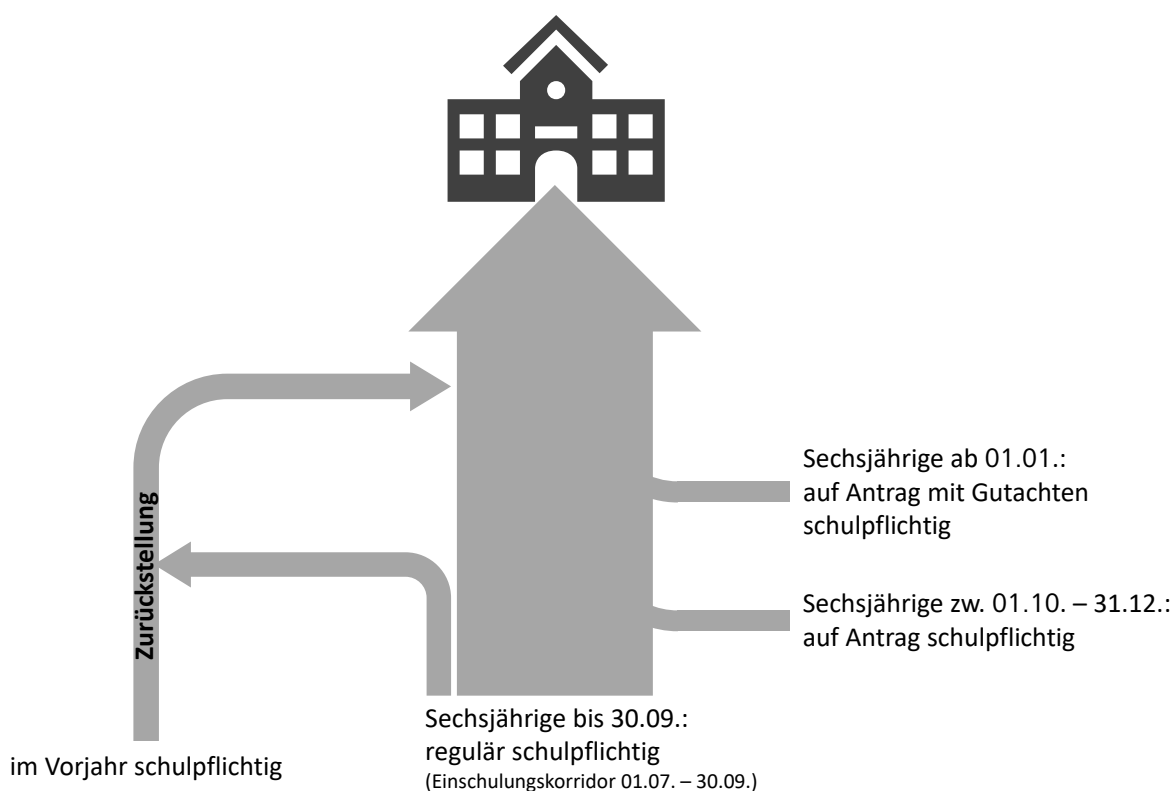 Sechsjährige ab 01.01.:
auf Antrag mit Gutachten
schulpflichtig
Zurückstellung
Sechsjährige zw. 01.10. – 31.12.:
auf Antrag schulpflichtig
Sechsjährige bis 30.09.:
regulär schulpflichtig
(Einschulungskorridor 01.07. – 30.09.)
im Vorjahr schulpflichtig